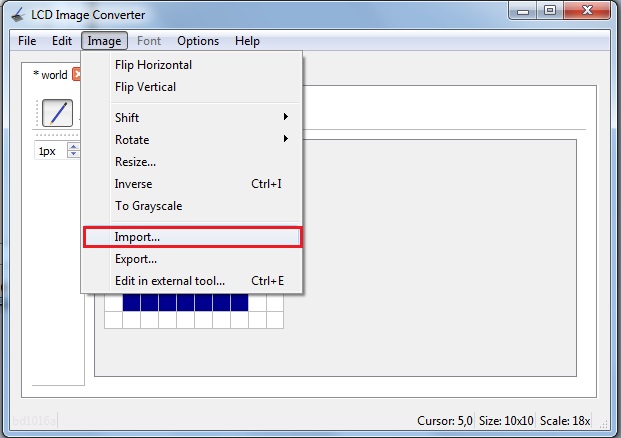 LCD Image Converter
File Edit Image Font Options Help
* world
Flip Horizontal
Flip Vertical
Shift
Rotate
Resize...
Inverse Ctrl+I
To Grayscale
1px
Import...
Export...
Edit in external tool... Ctrl+E
bd1016a
Cursor: 5,0 Size: 10x10 Scale: 18x